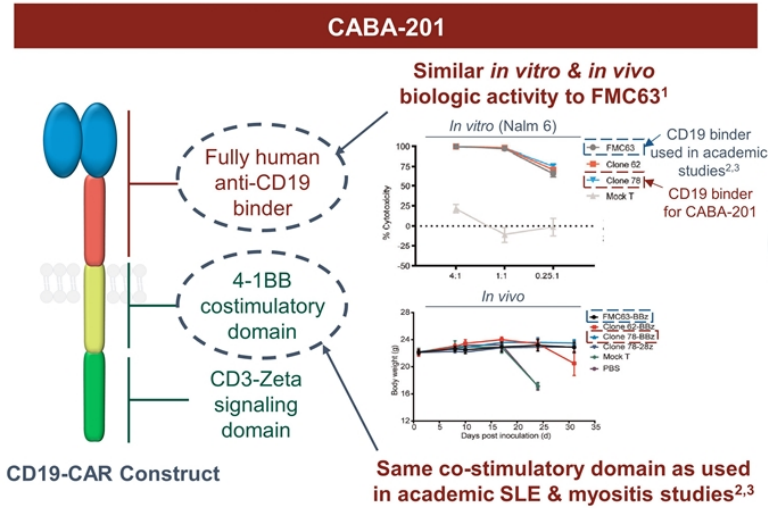 CABA-201
Similar in vitro & in vivo
biologic activity to FMC63¹
Fully human
anti-CD19
binder
4-1BB
costimulatory
domain
CD3-Zeta
signaling
domain
CD19-CAR Construct
In vitro (Nalm 6)
% Cytotoxicity
100
75
50
25
0
-25
-50
4:1
1:1
0.25:1
FMC63
Clone 62
Clone 78
Mock T
CD19 binder
used in academic
studies²,³
CD19 binder
for CABA-201
In vivo
Body weight (g)
28
24
20
16
12
0
5
10
15
20
25
30
35
Days post inoculation (d)
FMC63-BBz
Clone 62-BBz
Clone 78-BBz
Clone 78-28z
Mock T
PBS
Same co-stimulatory domain as used
in academic SLE & myositis studies²,³